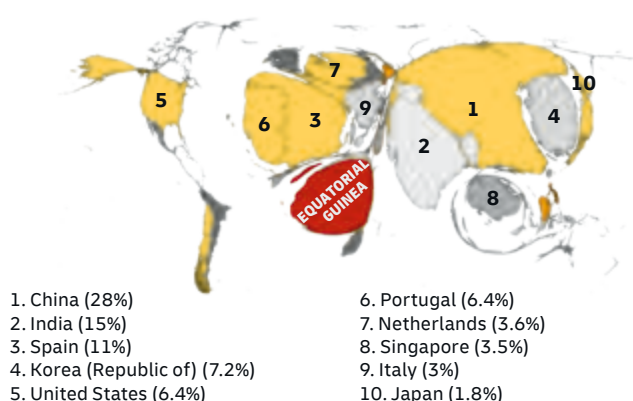 10
7
5
9
4
1
6
3
2
EQUATORIAL
GUINEA
8
1. China (28%)
2. India (15%)
3. Spain (11%)
4. Korea (Republic of) (7.2%)
5. United States (6.4%)
6. Portugal (6.4%)
7. Netherlands (3.6%)
8. Singapore (3.5%)
9. Italy (3%)
10. Japan (1.8%)